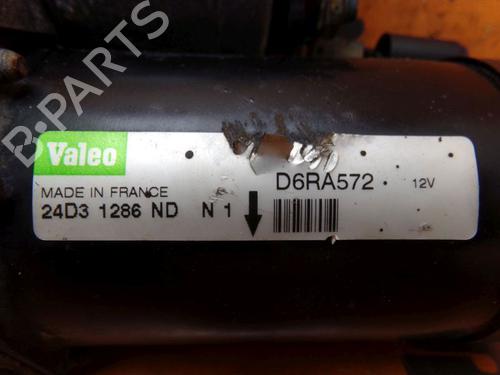 B-PARTS
Valeo
MADE IN FRANCE
D6RA572 12V
24D3 1286 ND N 1